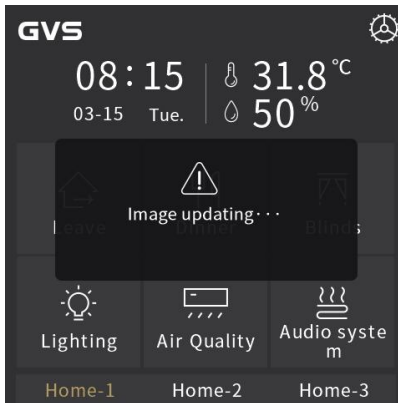 GVS
08:15
31.8°C
03-15 Tue.
50%
Image updating···
Leave
Dinner
Blinds
Lighting
Air Quality
Audio syste
m
Home-1
Home-2
Home-3